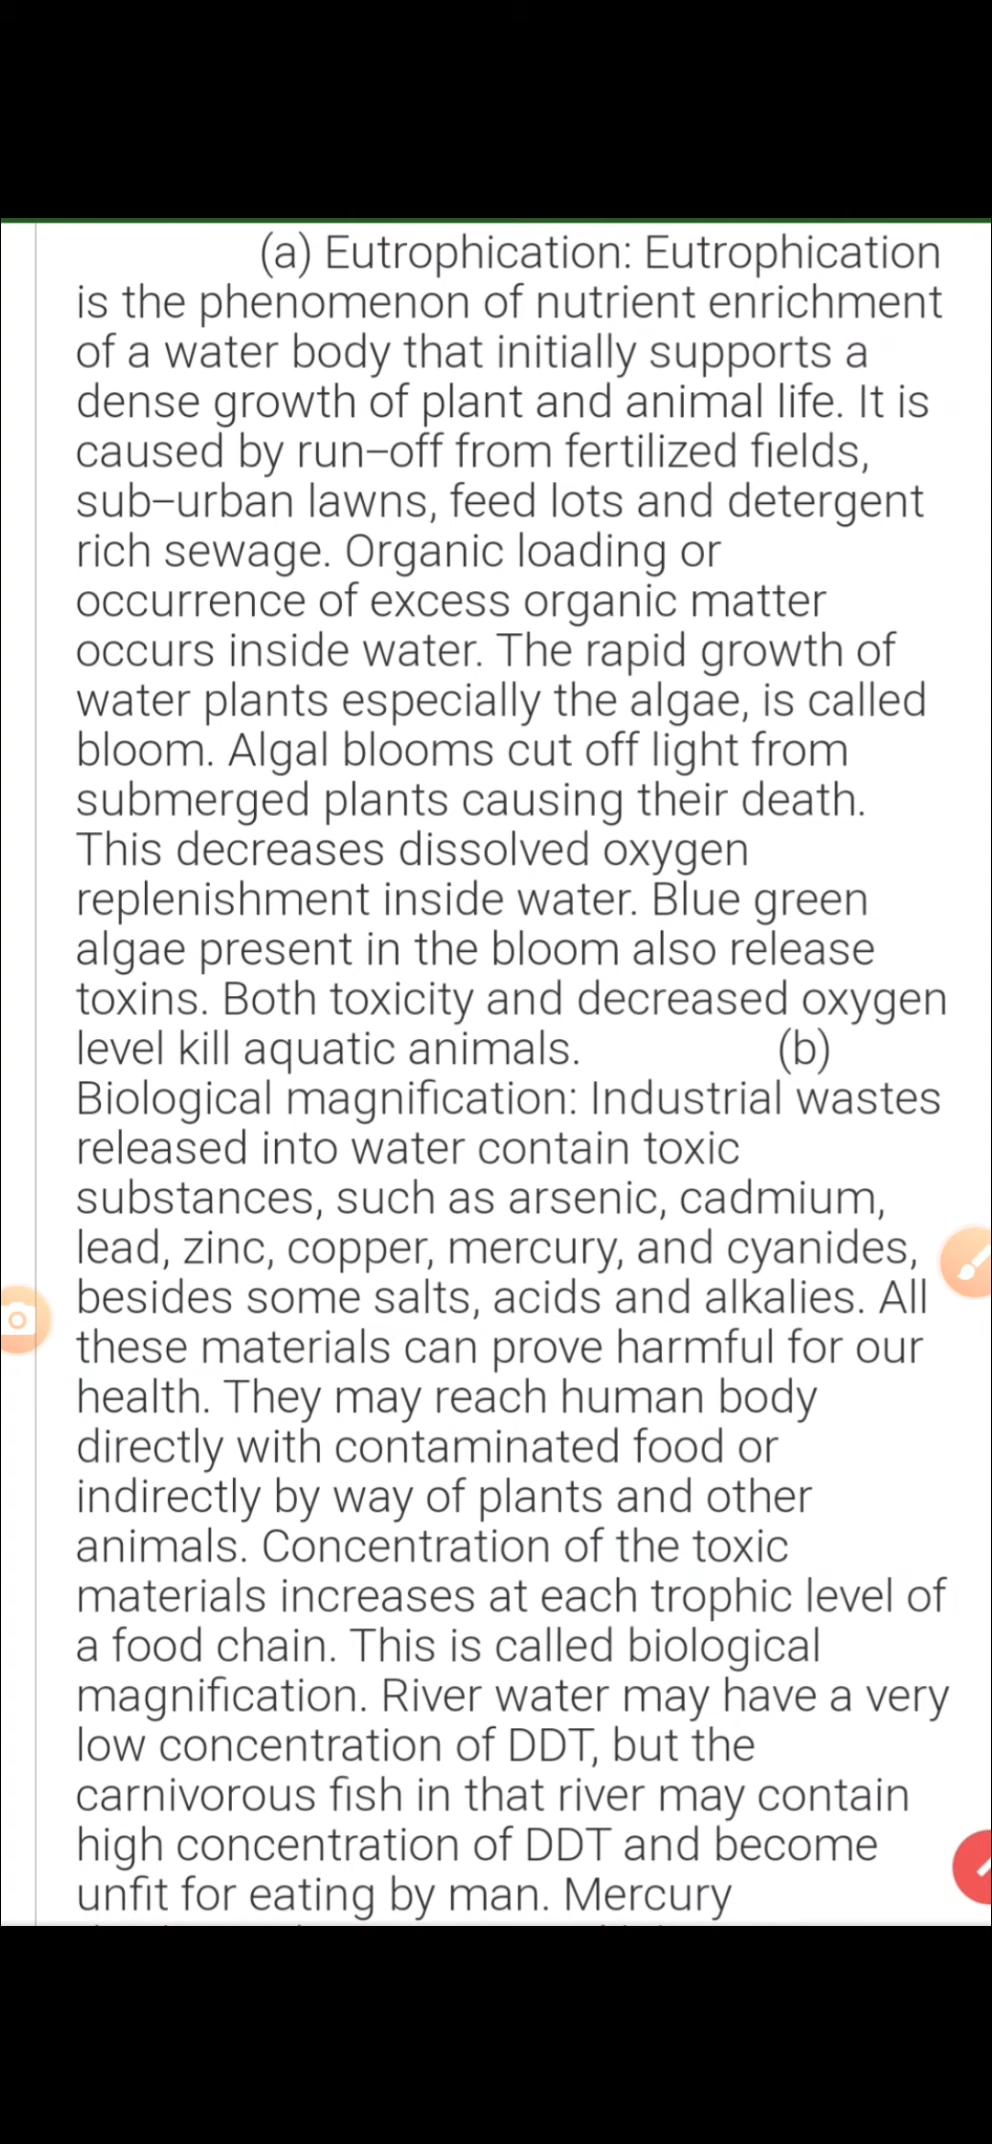 (a) Eutrophication: Eutrophication
is the phenomenon of nutrient enrichment
of a water body that initially supports a
dense growth of plant and animal life. It is
caused by run–off from fertilized fields,
sub–urban lawns, feed lots and detergent
rich sewage. Organic loading or
occurrence of excess organic matter
occurs inside water. The rapid growth of
water plants especially the algae, is called
bloom. Algal blooms cut off light from
submerged plants causing their death.
This decreases dissolved oxygen
replenishment inside water. Blue green
algae present in the bloom also release
toxins. Both toxicity and decreased oxygen
level kill aquatic animals. (b)
Biological magnification: Industrial wastes
released into water contain toxic
substances, such as arsenic, cadmium,
lead, zinc, copper, mercury, and cyanides,
besides some salts, acids and alkalies. All
these materials can prove harmful for our
health. They may reach human body
directly with contaminated food or
indirectly by way of plants and other
animals. Concentration of the toxic
materials increases at each trophic level of
a food chain. This is called biological
magnification. River water may have a very
low concentration of DDT, but the
carnivorous fish in that river may contain
high concentration of DDT and become
unfit for eating by man. Mercury